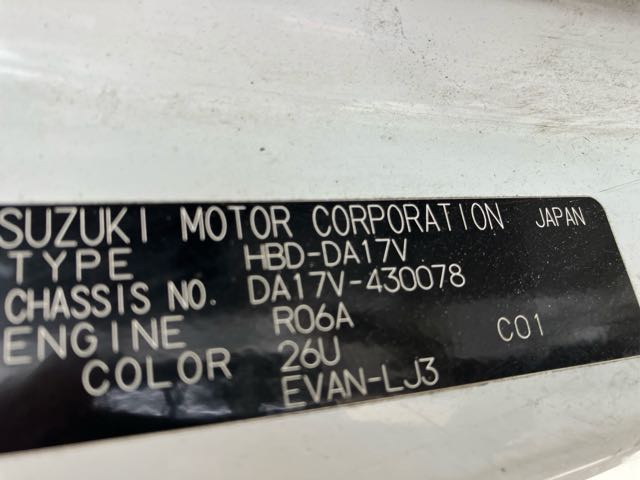 SUZUKI MOTOR CORPORATION JAPAN
TYPE HBD-DA17V
CHASSIS NO. DA17V-430078
ENGINE R06A C01
COLOR 26U
EVAN-LJ3